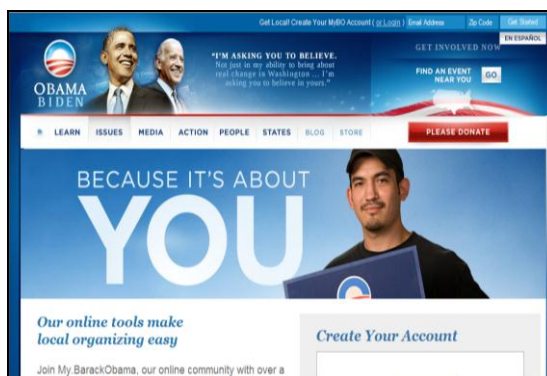 Get Local! Create Your MyBO Account ( or Login ) Email Address Zip Code Get Started
EN ESPAÑOL
OBAMA
BIDEN
"I'M ASKING YOU TO BELIEVE.
Not just in my ability to bring about
real change in Washington ... I'm
asking you to believe in yours."
GET INVOLVED NOW
FIND AN EVENT
NEAR YOU GO
LEARN ISSUES MEDIA ACTION PEOPLE STATES BLOG STORE
PLEASE DONATE
BECAUSE IT'S ABOUT
YOU
Our online tools make
local organizing easy
Join My.BarackObama, our online community with over a
Create Your Account